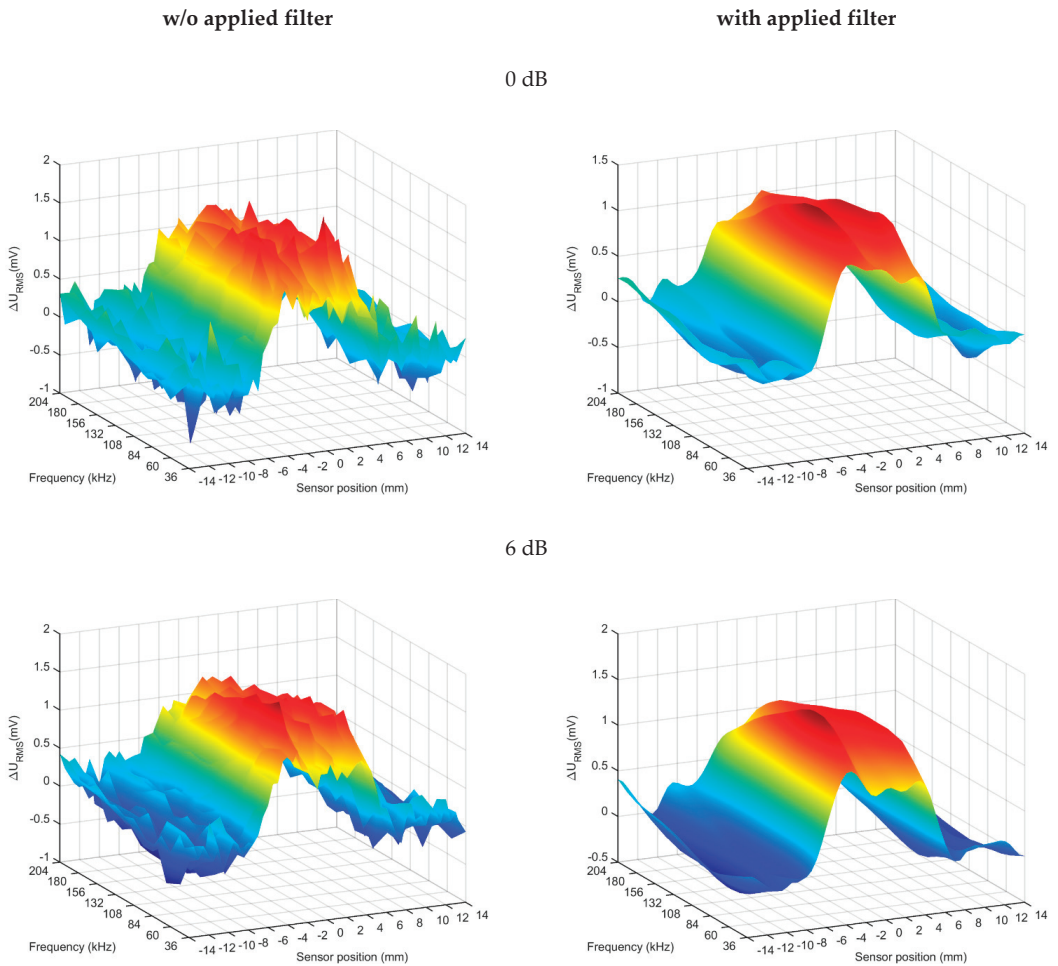 w/o applied filter
with applied filter
0 dB
2
1.5
1
0.5
0
-0.5
-1
ΔU_RMS(mV)
204
180
156
132
108
84
60
36
Frequency (kHz)
-14 -12 -10 -8 -6 -4 -2 0 2 4 6 8 10 12 14
Sensor position (mm)
1.5
1
0.5
0
-0.5
-1
ΔU_RMS(mV)
204
180
156
132
108
84
60
36
Frequency (kHz)
-14 -12 -10 -8 -6 -4 -2 0 2 4 6 8 10 12 14
Sensor position (mm)
6 dB
2
1.5
1
0.5
0
-0.5
-1
ΔU_RMS(mV)
204
180
156
132
108
84
60
36
Frequency (kHz)
-14 -12 -10 -8 -6 -4 -2 0 2 4 6 8 10 12 14
Sensor position (mm)
2
1.5
1
0.5
0
-0.5
ΔU_RMS(mV)
204
180
156
132
108
84
60
36
Frequency (kHz)
-14 -12 -10 -8 -6 -4 -2 0 2 4 6 8 10 12 14
Sensor position (mm)